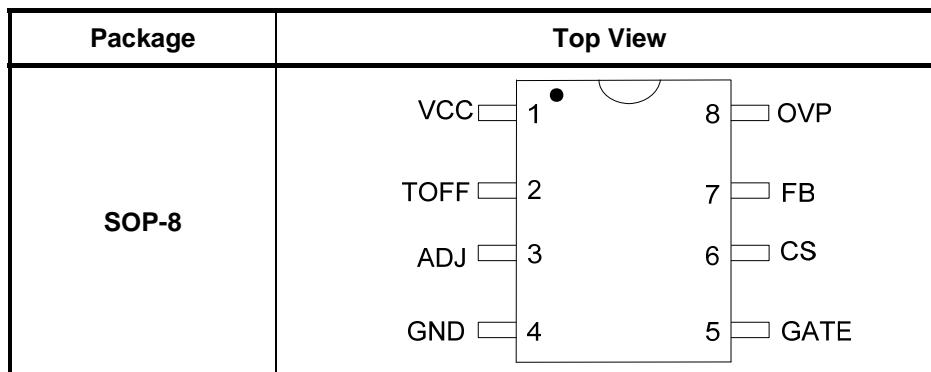 Package Top View
SOP-8
VCC 1 8 OVP
TOFF 2 7 FB
ADJ 3 6 CS
GND 4 5 GATE